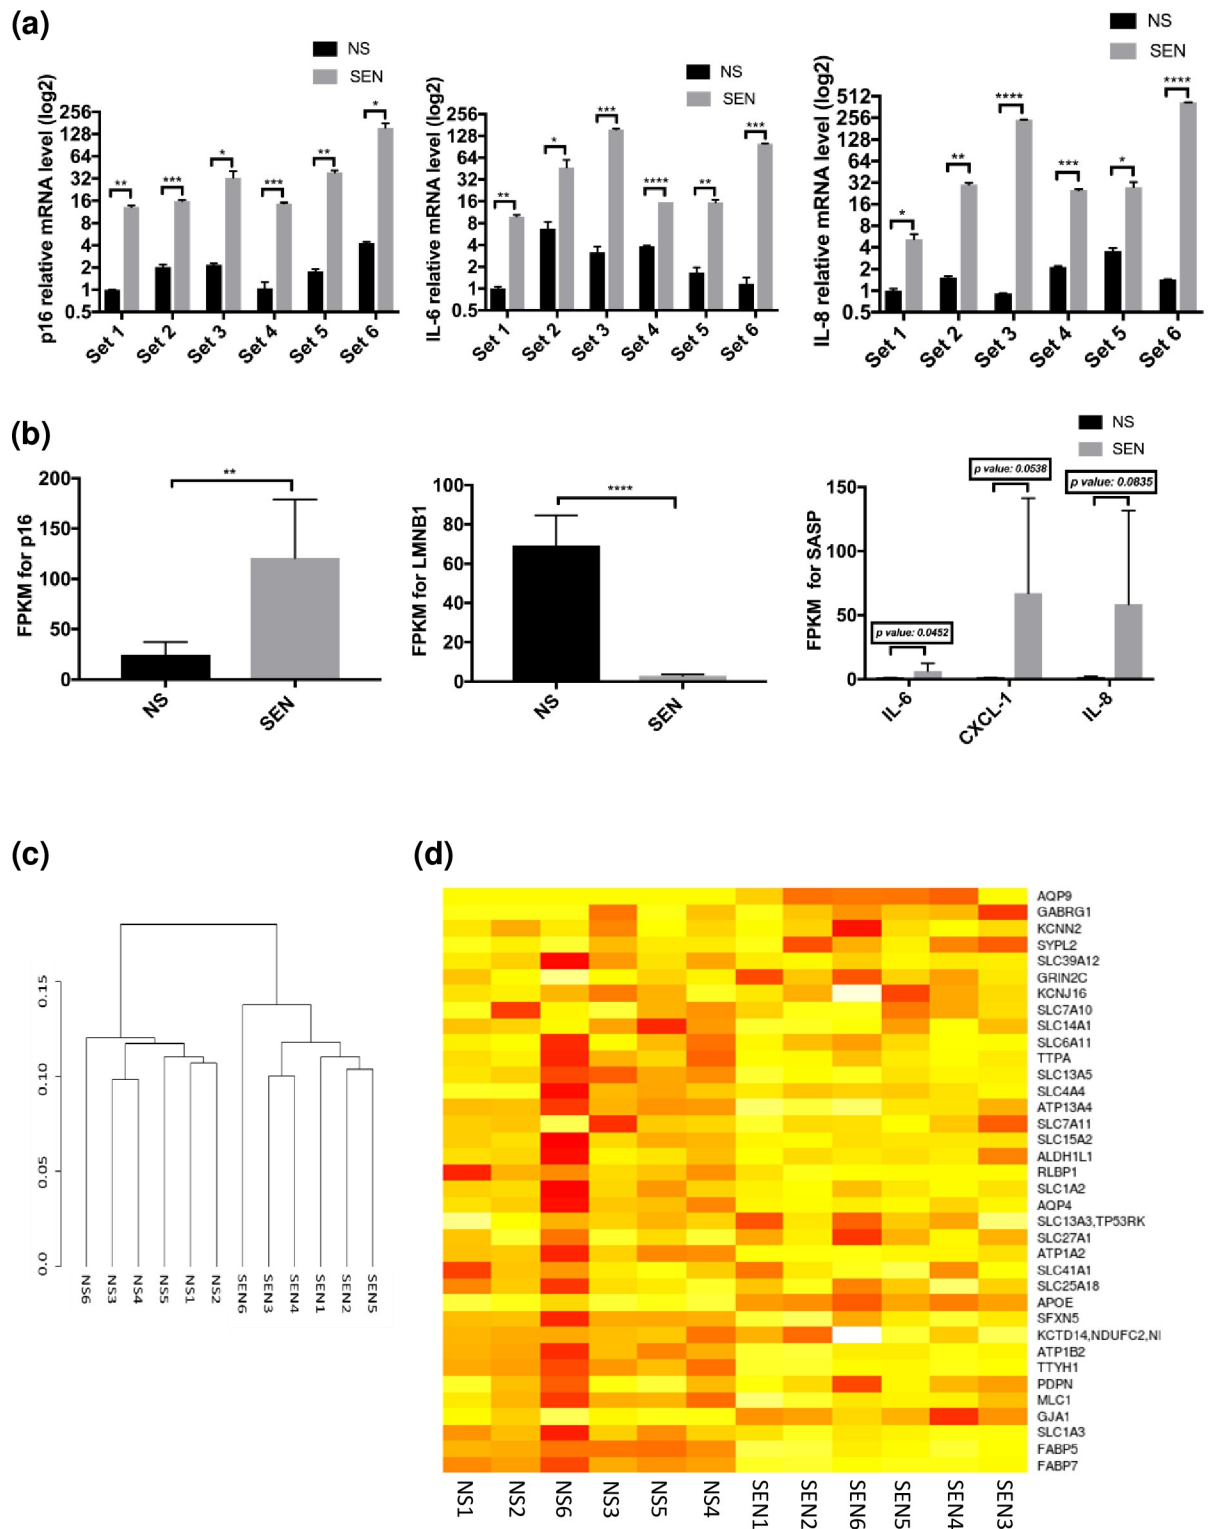 (a)
NS
SEN
p16 relative mRNA level (log2)
256
128
64
32
16
8
4
2
1
0.5
**
***
*
***
**
*
Set 1
Set 2
Set 3
Set 4
Set 5
Set 6
NS
SEN
IL-6 relative mRNA level (log2)
256
128
64
32
16
8
4
2
1
0.5
**
*
***
****
**
***
Set 1
Set 2
Set 3
Set 4
Set 5
Set 6
NS
SEN
IL-8 relative mRNA level (log2)
512
256
128
64
32
16
8
4
2
1
0.5
*
**
****
***
*
****
Set 1
Set 2
Set 3
Set 4
Set 5
Set 6
(b)
FPKM for p16
200
150
100
50
0
**
NS
SEN
FPKM for LMNB1
100
80
60
40
20
0
****
NS
SEN
NS
SEN
FPKM for SASP
150
100
50
0
p value: 0.0452
p value: 0.0538
p value: 0.0835
IL-6
CXCL-1
IL-8
(c)
0.15
0.10
0.05
0.0
NS6
NS3
NS4
NS5
NS1
NS2
SEN6
SEN3
SEN4
SEN1
SEN2
SEN5
(d)
AQP9
GABRG1
KCNN2
SYPL2
SLC39A12
GRIN2C
KCNJ16
SLC7A10
SLC14A1
SLC6A11
TTPA
SLC13A5
SLC4A4
ATP13A4
SLC7A11
SLC15A2
ALDH1L1
RLBP1
SLC1A2
AQP4
SLC13A3,TP53RK
SLC27A1
ATP1A2
SLC41A1
SLC25A18
APOE
SFXN5
KCTD14,NDUFC2,NI
ATP1B2
TTYH1
PDPN
MLC1
GJA1
SLC1A3
FABP5
FABP7
NS1
NS2
NS6
NS3
NS5
NS4
SEN1
SEN2
SEN6
SEN5
SEN4
SEN3